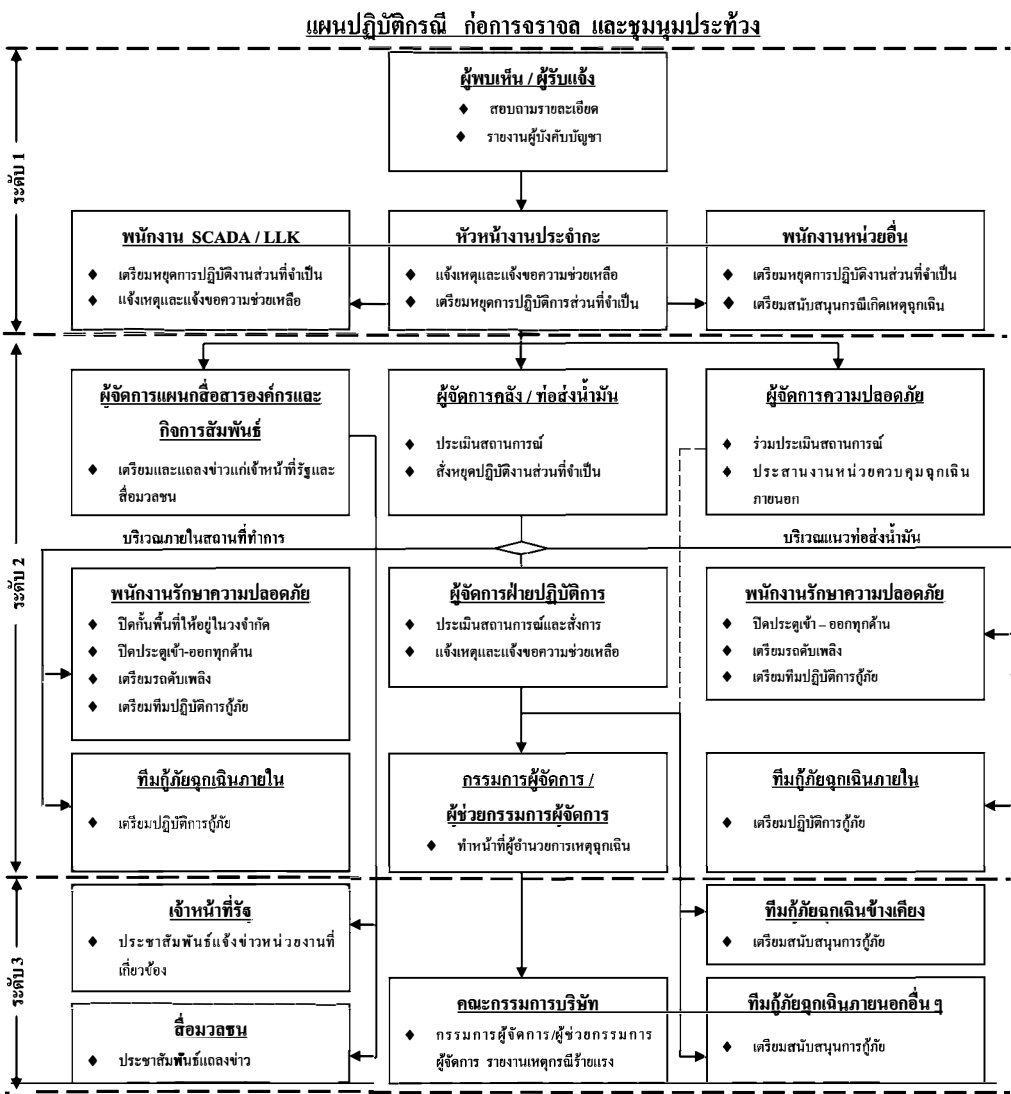 แผนปฏิบัติกรณี ก่อการจราจล และชุมนุมประท้วง
ระดับ 1
ผู้พบเห็น / ผู้รับแจ้ง
♦ สอบถามรายละเอียด
♦ รายงานผู้บังคับบัญชา
พนักงาน SCADA / LLK
♦ เตรียมหยุดการปฏิบัติงานส่วนที่จำเป็น
♦ แจ้งเหตุและแจ้งขอความช่วยเหลือ
หัวหน้างานประจำกะ
♦ แจ้งเหตุและแจ้งขอความช่วยเหลือ
♦ เตรียมหยุดการปฏิบัติการส่วนที่จำเป็น
พนักงานหน่วยอื่น
♦ เตรียมหยุดการปฏิบัติงานส่วนที่จำเป็น
♦ เตรียมสนับสนุนกรณีเกิดเหตุฉุกเฉิน
ระดับ 2
ผู้จัดการแผนกสื่อสารองค์กรและ
กิจการสัมพันธ์
♦ เตรียมและแถลงข่าวแก่เจ้าหน้าที่รัฐและ
สื่อมวลชน
ผู้จัดการคลัง / ท่อส่งน้ำมัน
♦ ประเมินสถานการณ์
♦ สั่งหยุดปฏิบัติงานส่วนที่จำเป็น
ผู้จัดการความปลอดภัย
♦ ร่วมประเมินสถานการณ์
♦ ประสานงานหน่วยควบคุมฉุกเฉิน
ภายนอก
บริเวณภายในสถานที่ทำการ
บริเวณแนวท่อส่งน้ำมัน
พนักงานรักษาความปลอดภัย
♦ ปิดกั้นพื้นที่ให้อยู่ในวงจำกัด
♦ ปิดประตูเข้า-ออกทุกด้าน
♦ เตรียมรถดับเพลิง
♦ เตรียมทีมปฏิบัติการกู้ภัย
ผู้จัดการฝ่ายปฏิบัติการ
♦ ประเมินสถานการณ์และสั่งการ
♦ แจ้งเหตุและแจ้งขอความช่วยเหลือ
พนักงานรักษาความปลอดภัย
♦ ปิดประตูเข้า – ออกทุกด้าน
♦ เตรียมรถดับเพลิง
♦ เตรียมทีมปฏิบัติการกู้ภัย
ทีมกู้ภัยฉุกเฉินภายใน
♦ เตรียมปฏิบัติการกู้ภัย
กรรมการผู้จัดการ /
ผู้ช่วยกรรมการผู้จัดการ
♦ ทำหน้าที่ผู้อำนวยการเหตุฉุกเฉิน
ทีมกู้ภัยฉุกเฉินภายใน
♦ เตรียมปฏิบัติการกู้ภัย
ระดับ 3
เจ้าหน้าที่รัฐ
♦ ประชาสัมพันธ์แจ้งข่าวหน่วยงานที่
เกี่ยวข้อง
ทีมกู้ภัยฉุกเฉินข้างเคียง
♦ เตรียมสนับสนุนการกู้ภัย
สื่อมวลชน
♦ ประชาสัมพันธ์แถลงข่าว
คณะกรรมการบริษัท
♦ กรรมการผู้จัดการ/ผู้ช่วยกรรมการ
ผู้จัดการ รายงานเหตุกรณีร้ายแรง
ทีมกู้ภัยฉุกเฉินภายนอกอื่น ๆ
♦ เตรียมสนับสนุนการกู้ภัย